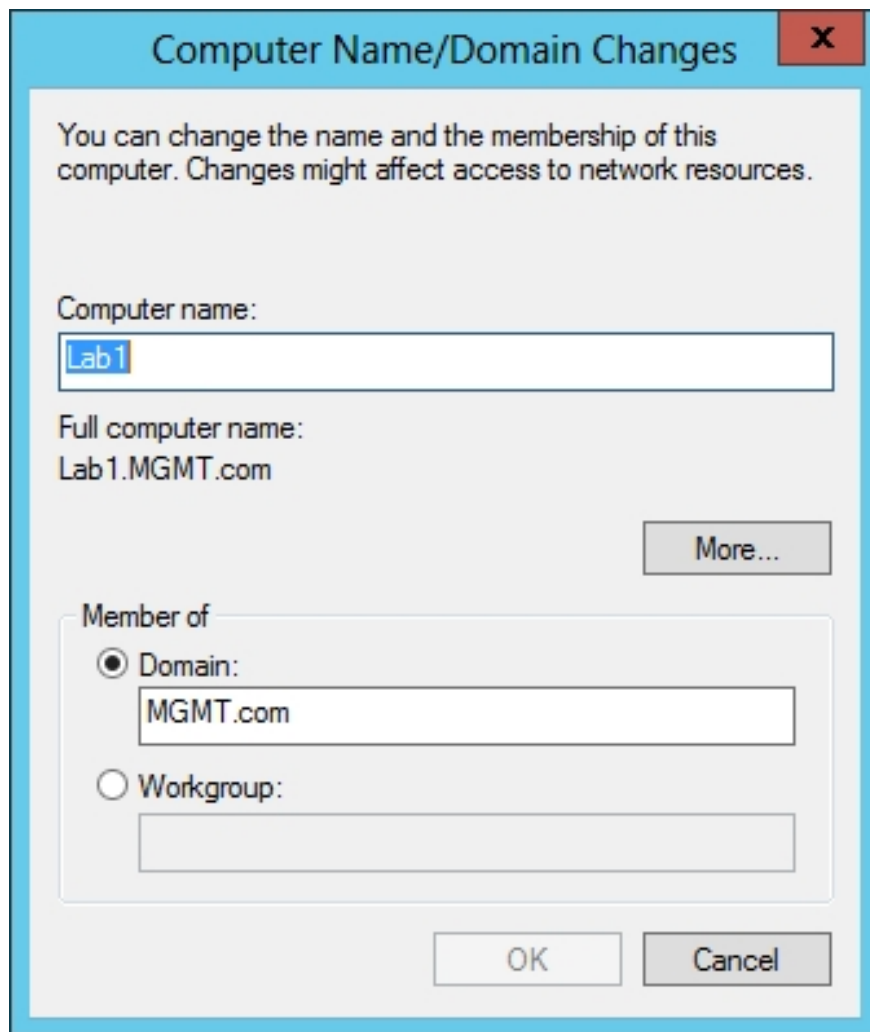 Computer Name/Domain Changes
x
You can change the name and the membership of this
computer. Changes might affect access to network resources.
Computer name:
Lab1
Full computer name:
Lab1.MGMT.com
More...
Member of
Domain:
MGMT.com
Workgroup:
OK
Cancel